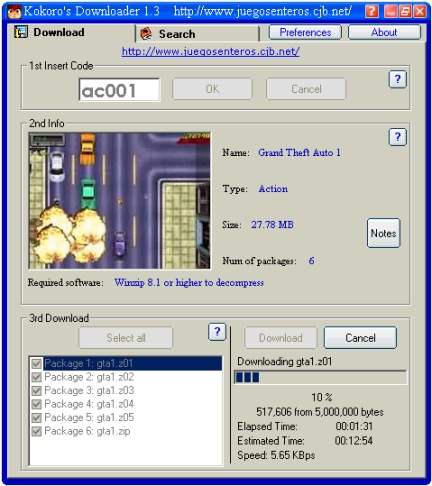 Kokoro's Downloader 1.3 http://www.juegosenteros.cjb.net/ ?
Download Search Preferences About
http://www.juegosenteros.cjb.net/
1st Insert Code
ac001 OK Cancel ?
2nd Info
?
Name: Grand Theft Auto 1
Type: Action
Size: 27.78 MB
Notes
Num of packages: 6
Required software: Winzip 8.1 or higher to decompress
3rd Download
Select all ? Download Cancel
Package 1: gta1.z01
Package 2: gta1.z02
Package 3: gta1.z03
Package 4: gta1.z04
Package 5: gta1.z05
Package 6: gta1.zip
Downloading gta1.z01
10 %
517,606 from 5,000,000 bytes
Elapsed Time: 00:01:31
Estimated Time: 00:12:54
Speed: 5.65 KBps